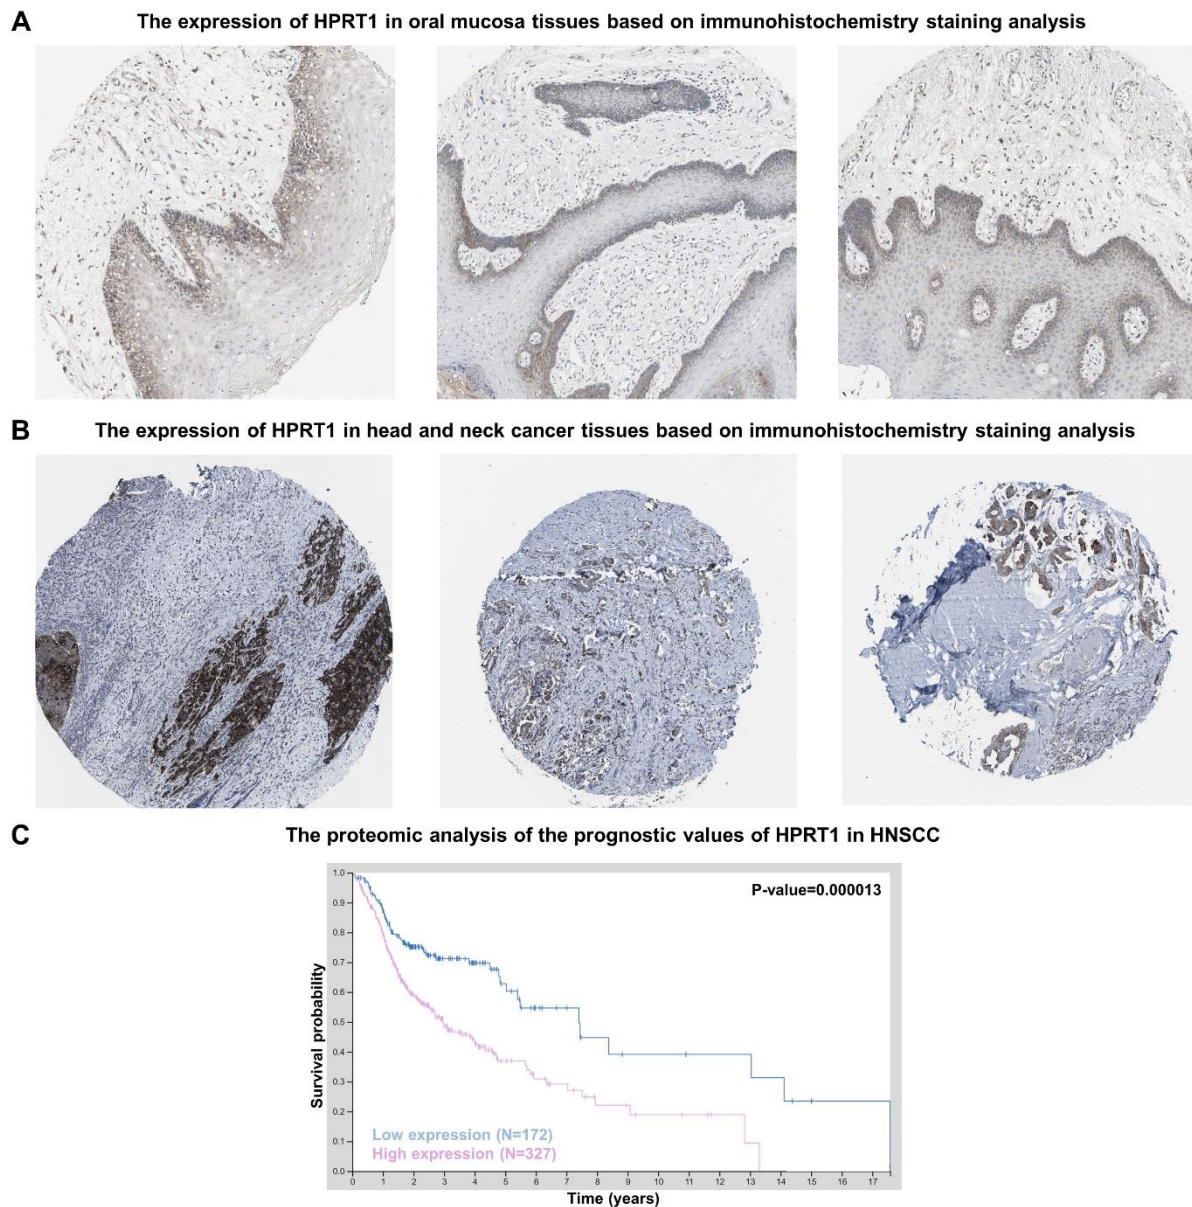 A
The expression of HPRT1 in oral mucosa tissues based on immunohistochemistry staining analysis
B
The expression of HPRT1 in head and neck cancer tissues based on immunohistochemistry staining analysis
C
The proteomic analysis of the prognostic values of HPRT1 in HNSCC
P-value=0.000013
Survival probability
1.0
0.9
0.8
0.7
0.6
0.5
0.4
0.3
0.2
0.1
0.0
Low expression (N=172)
High expression (N=327)
0 1 2 3 4 5 6 7 8 9 10 11 12 13 14 15 16 17
Time (years)